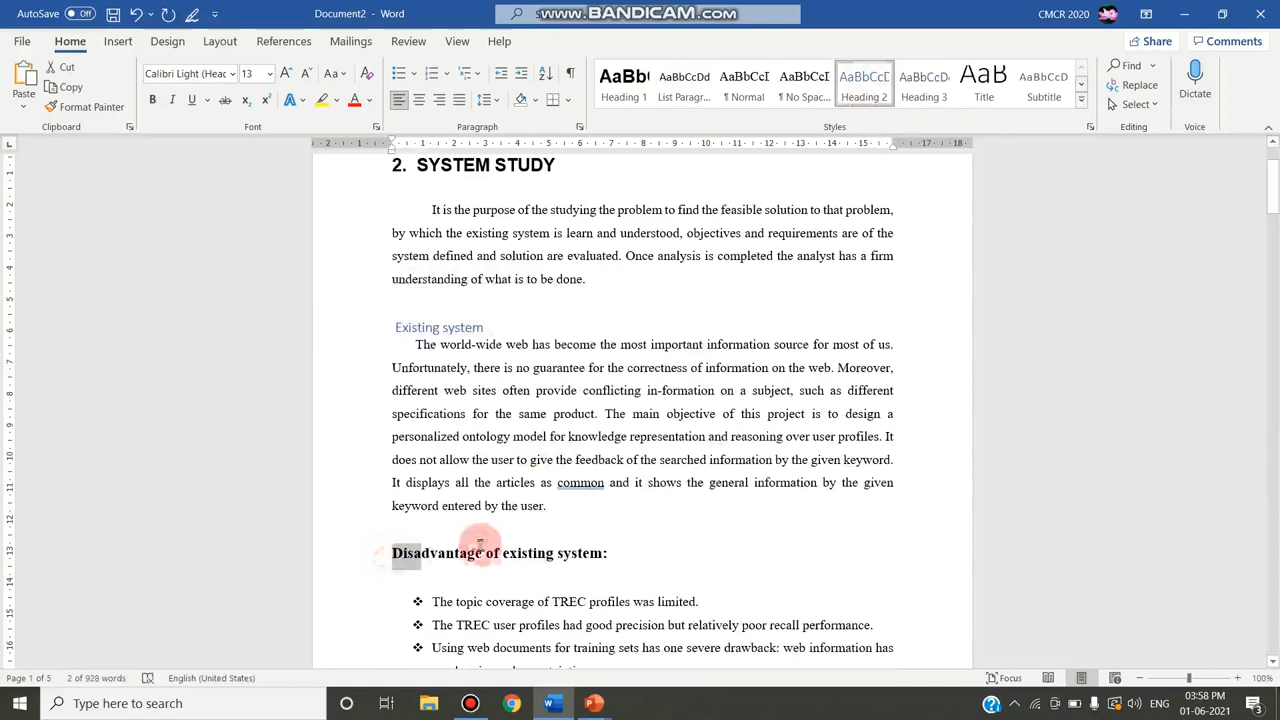 AutoSave Off
Document2
www.BANDICAM.com
CMCR 2020
File Home Insert Design Layout References Mailings Review View Help
Share Comments
Cut
Copy
Format Painter
Paste
Calibri Light (Heac 13
AaBbC AaBbCcDd AaBbCcI AaBbCcI AaBbCcD AaBbCcD AaB AaBbCcD
Heading 1 List Paragr... ¶ Normal ¶ No Spac... Heading 2 Heading 3 Title Subtitle
Find
Replace
Select
Dictate
Clipboard Font Paragraph Styles Editing Voice
2. SYSTEM STUDY
It is the purpose of the studying the problem to find the feasible solution to that problem,
by which the existing system is learn and understood, objectives and requirements are of the
system defined and solution are evaluated. Once analysis is completed the analyst has a firm
understanding of what is to be done.
Existing system
The world-wide web has become the most important information source for most of us.
Unfortunately, there is no guarantee for the correctness of information on the web. Moreover,
different web sites often provide conflicting in-formation on a subject, such as different
specifications for the same product. The main objective of this project is to design a
personalized ontology model for knowledge representation and reasoning over user profiles. It
does not allow the user to give the feedback of the searched information by the given keyword.
It displays all the articles as common and it shows the general information by the given
keyword entered by the user.
Disadvantage of existing system:
❖ The topic coverage of TREC profiles was limited.
❖ The TREC user profiles had good precision but relatively poor recall performance.
❖ Using web documents for training sets has one severe drawback: web information has
Page 1 of 5 2 of 928 words English (United States) Focus 100%
Type here to search
ENG
03:58 PM
01-06-2021